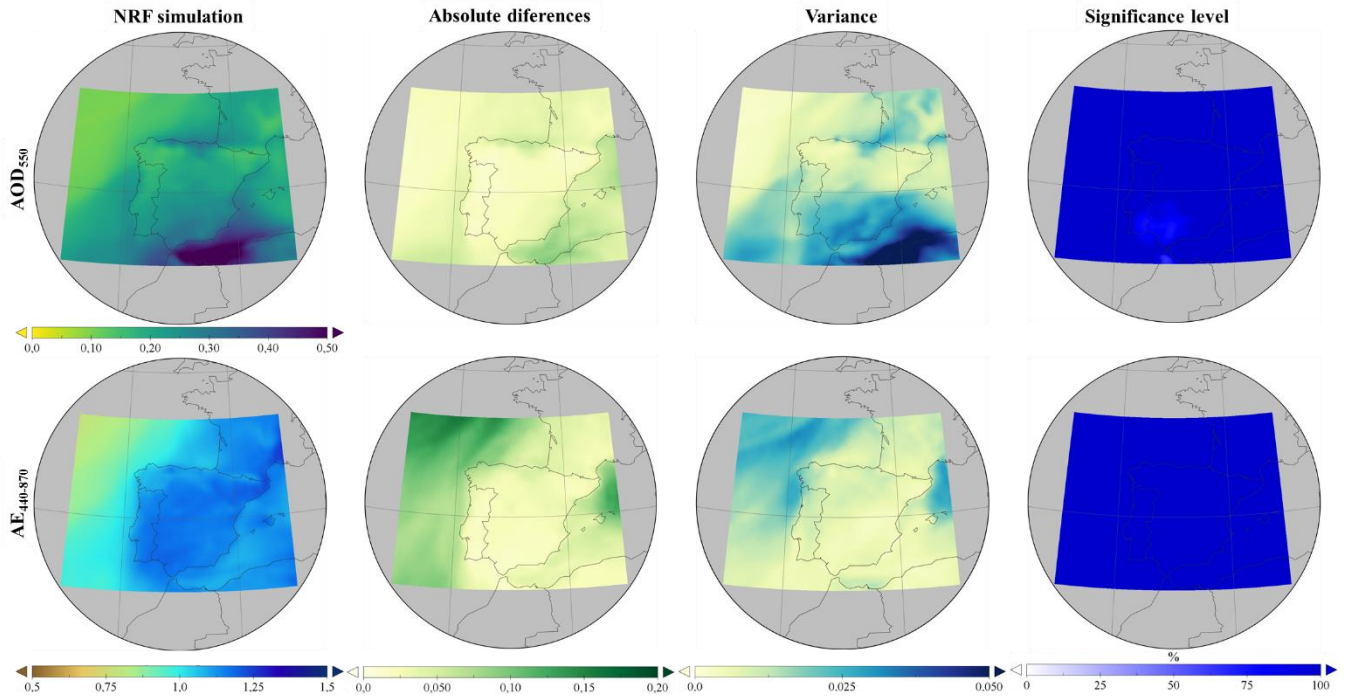 NRF simulation Absolute diferences Variance Significance level
AOD550
0,0 0,10 0,20 0,30 0,40 0,50
AE440-870
%
0,5 0,75 1,0 1,25 1,5 0,0 0,050 0,10 0,15 0,20 0.0 0.025 0.050 0 25 50 75 100